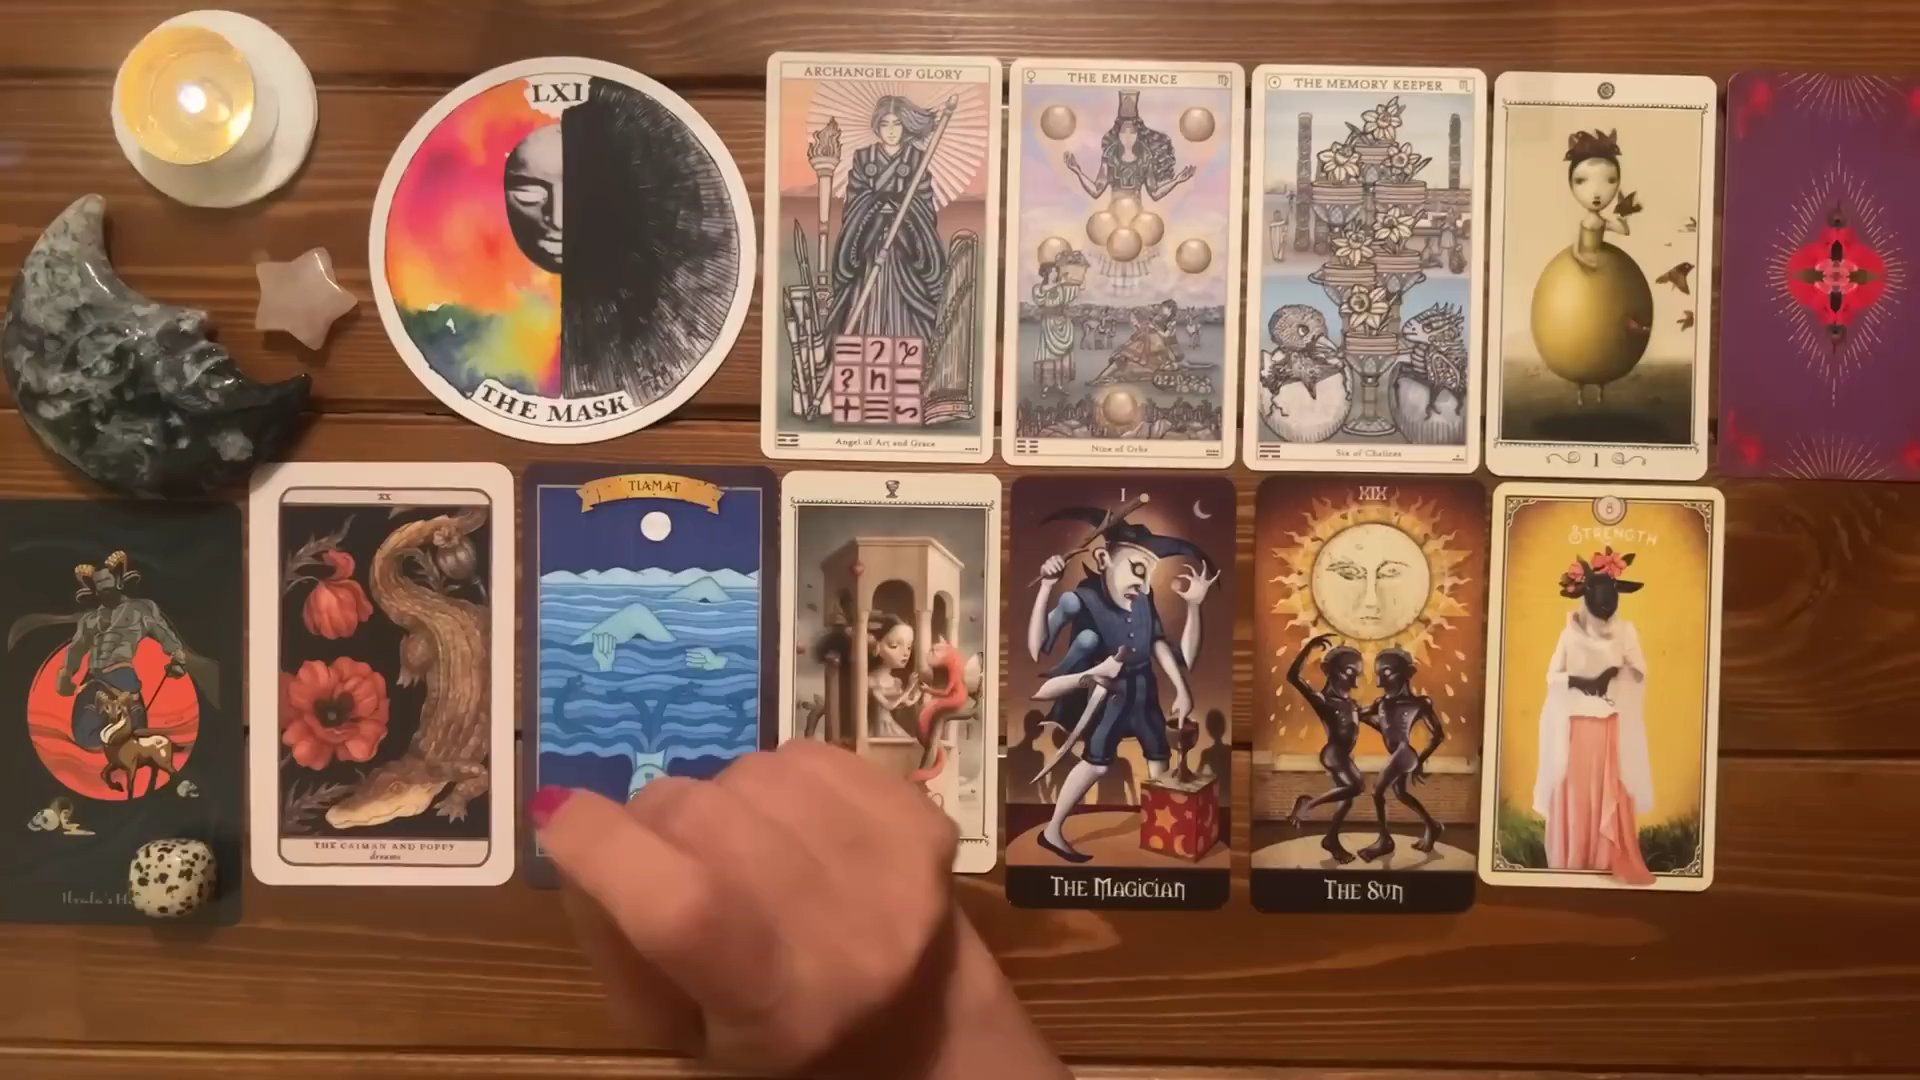 LXI
THE MASK
ARCHANGEL OF GLORY
Angel of Art and Grace
THE EMINENCE
Nine of Orbs
THE MEMORY KEEPER
Six of Chalices
I
XX
THE CAIMAN AND POPPY
dreams
TIAMAT
I
THE MAGICIAN
XIX
THE SUN
8
STRENGTH